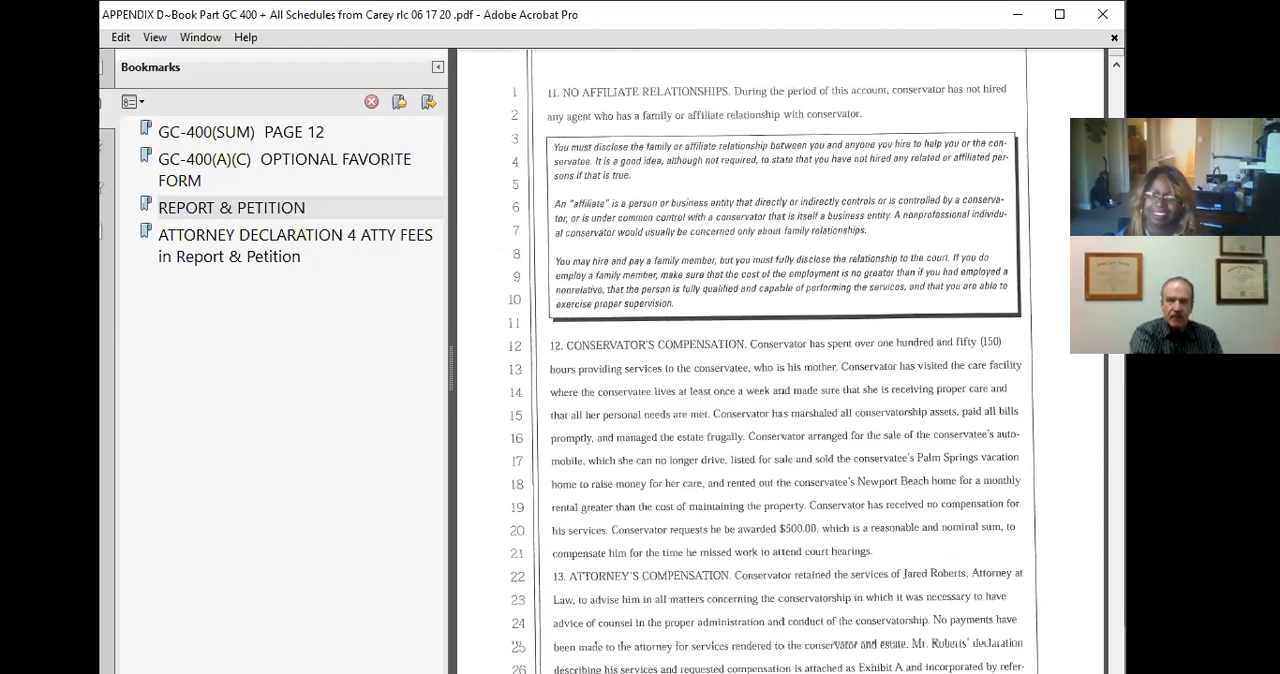 APPENDIX D~Book Part GC 400 + All Schedules from Carey rlc 06 17 20 .pdf - Adobe Acrobat Pro
Edit View Window Help
Bookmarks
GC-400(SUM) PAGE 12
GC-400(A)(C) OPTIONAL FAVORITE
FORM
REPORT & PETITION
ATTORNEY DECLARATION 4 ATTY FEES
in Report & Petition
1 11. NO AFFILIATE RELATIONSHIPS. During the period of this account, conservator has not hired
2 any agent who has a family or affiliate relationship with conservator.
3 You must disclose the family or affiliate relationship between you and anyone you hire to help you or the con-
4 servatee. It is a good idea, although not required, to state that you have not hired any related or affiliated per-
5 sons if that is true.
6 An "affiliate" is a person or business entity that directly or indirectly controls or is controlled by a conserva-
tor, or is under common control with a conservator that is itself a business entity. A nonprofessional individu-
7 al conservator would usually be concerned only about family relationships.
8 You may hire and pay a family member, but you must fully disclose the relationship to the court. If you do
9 employ a family member, make sure that the cost of the employment is no greater than if you had employed a
nonrelative, that the person is fully qualified and capable of performing the services, and that you are able to
10 exercise proper supervision.
11
12 12. CONSERVATOR'S COMPENSATION. Conservator has spent over one hundred and fifty (150)
13 hours providing services to the conservatee, who is his mother. Conservator has visited the care facility
14 where the conservatee lives at least once a week and made sure that she is receiving proper care and
15 that all her personal needs are met. Conservator has marshaled all conservatorship assets, paid all bills
16 promptly, and managed the estate frugally. Conservator arranged for the sale of the conservatee's auto-
17 mobile, which she can no longer drive, listed for sale and sold the conservatee's Palm Springs vacation
18 home to raise money for her care, and rented out the conservatee's Newport Beach home for a monthly
19 rental greater than the cost of maintaining the property. Conservator has received no compensation for
20 his services. Conservator requests he be awarded $500.00, which is a reasonable and nominal sum, to
21 compensate him for the time he missed work to attend court hearings.
22 13. ATTORNEY'S COMPENSATION. Conservator retained the services of Jared Roberts, Attorney at
23 Law, to advise him in all matters concerning the conservatorship in which it was necessary to have
24 advice of counsel in the proper administration and conduct of the conservatorship. No payments have
25 been made to the attorney for services rendered to the conservator and estate. Mr. Roberts' declaration
26 describing his services and requested compensation is attached as Exhibit A and incorporated by refer-